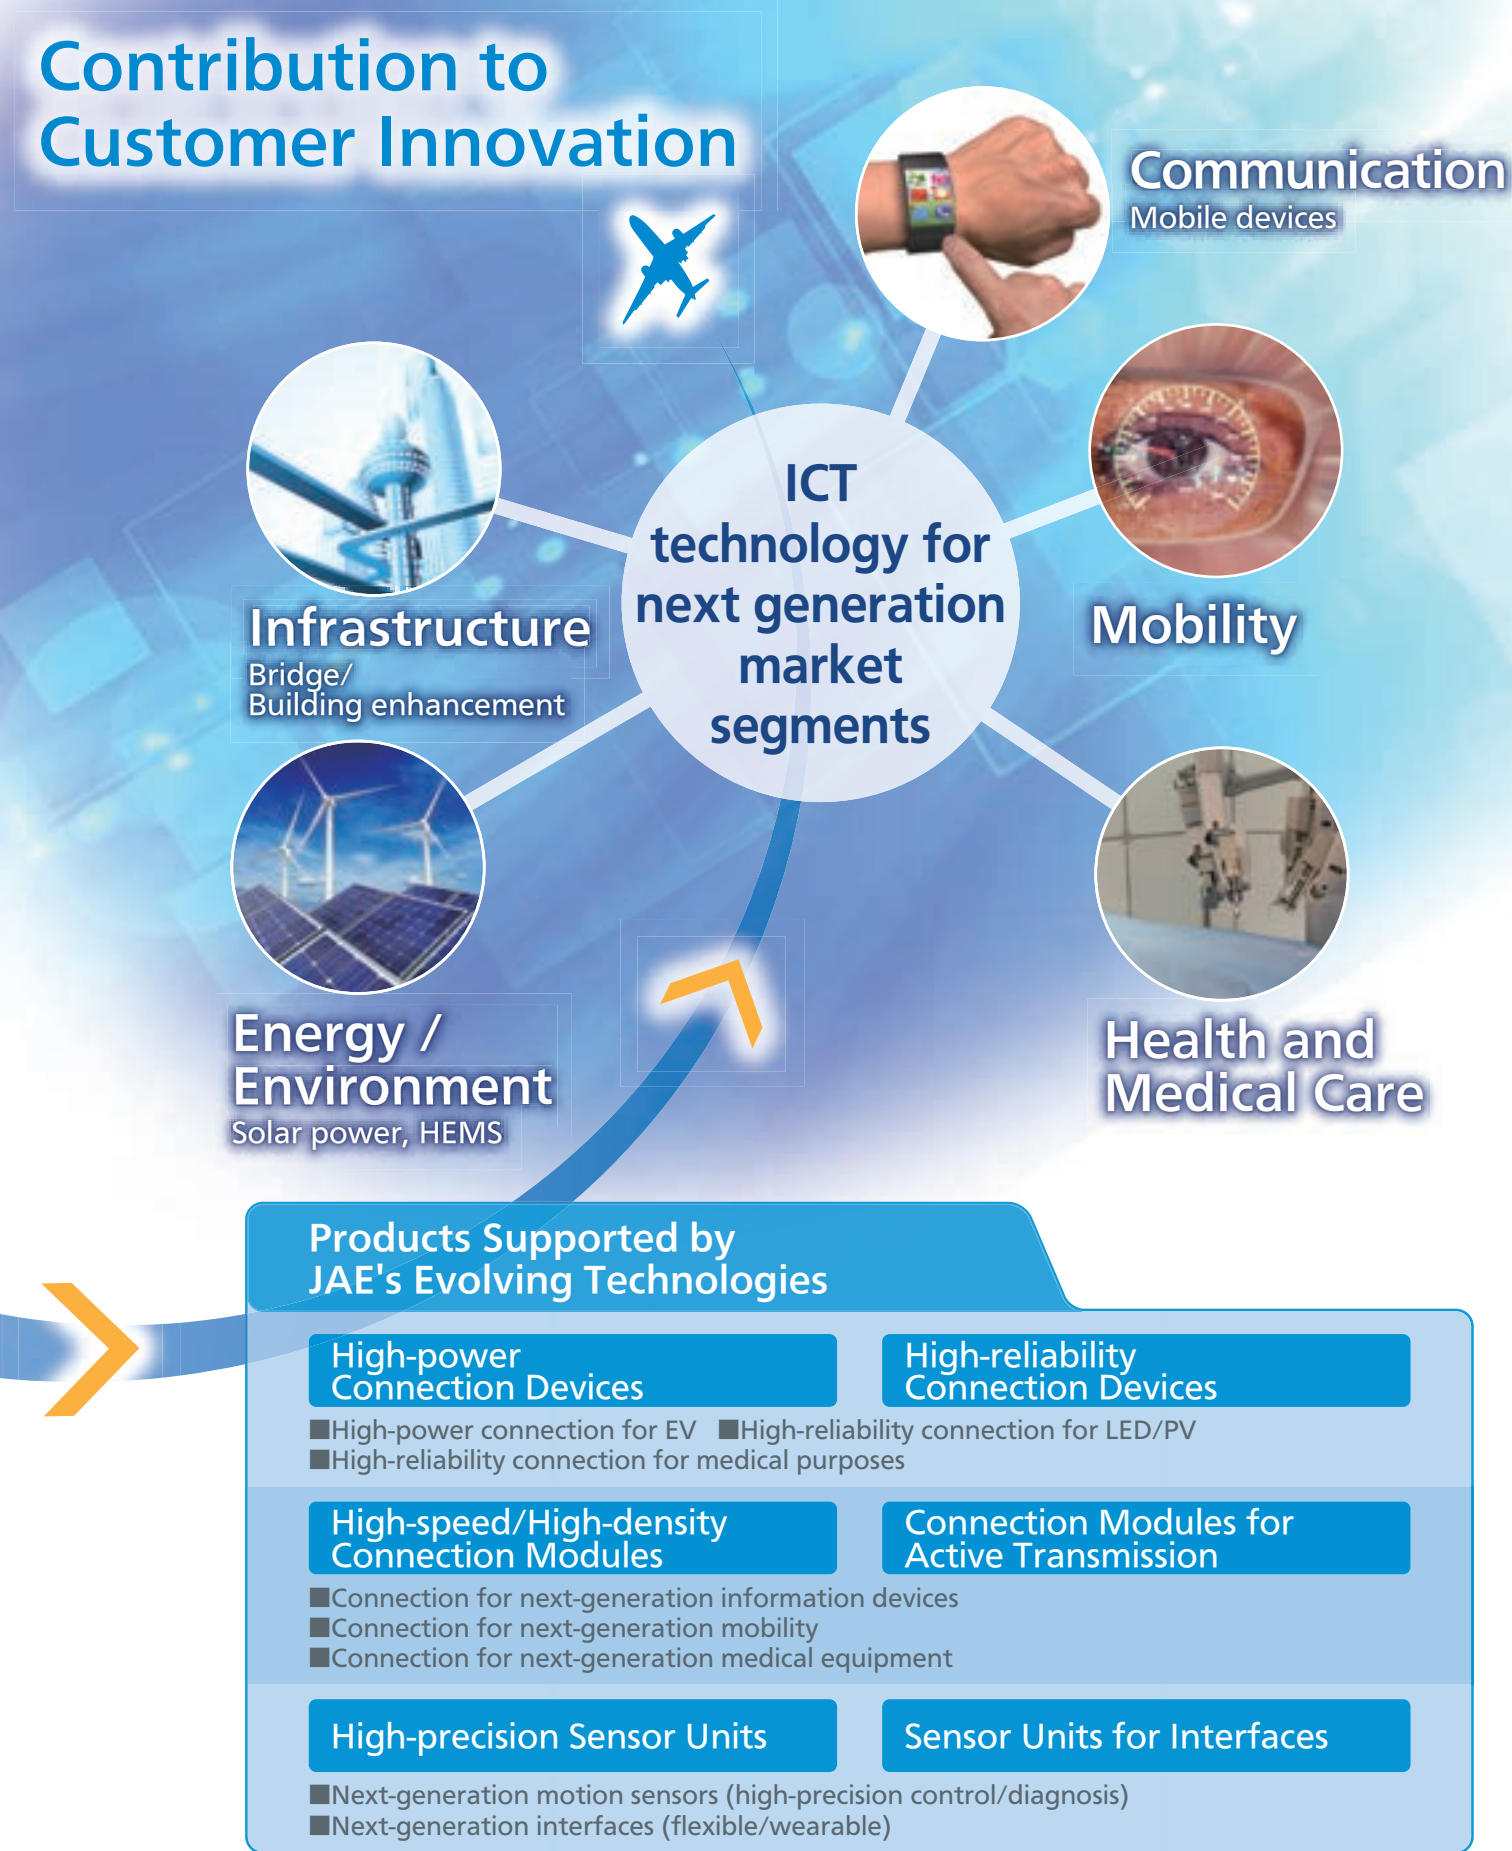 Contribution to
Customer Innovation
Communication
Mobile devices
ICT
technology for
next generation
market
segments
Infrastructure
Bridge/
Building enhancement
Mobility
Energy /
Environment
Solar power, HEMS
Health and
Medical Care
Products Supported by
JAE's Evolving Technologies
High-power
Connection Devices
High-reliability
Connection Devices
■High-power connection for EV ■High-reliability connection for LED/PV
■High-reliability connection for medical purposes
High-speed/High-density
Connection Modules
Connection Modules for
Active Transmission
■Connection for next-generation information devices
■Connection for next-generation mobility
■Connection for next-generation medical equipment
High-precision Sensor Units
Sensor Units for Interfaces
■Next-generation motion sensors (high-precision control/diagnosis)
■Next-generation interfaces (flexible/wearable)